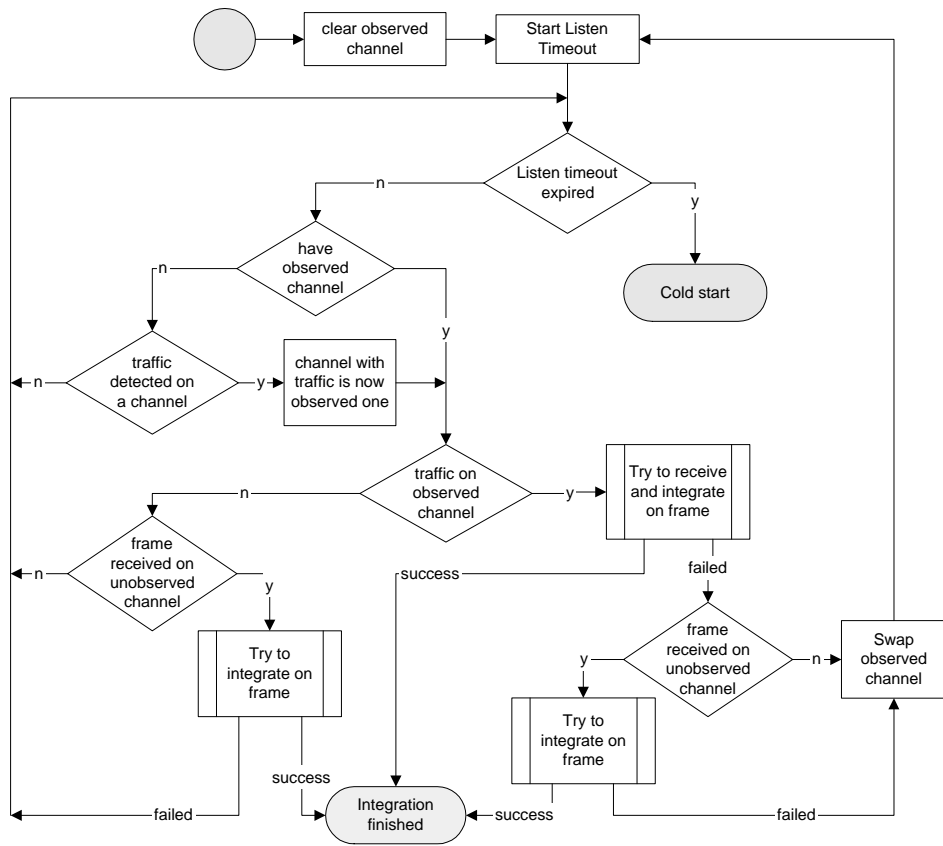 clear observed
channel
Start Listen
Timeout
Listen timeout
expired
n
y
have
observed
channel
Cold start
n
y
traffic
detected on
a channel
n
y
channel with
traffic is now
observed one
traffic on
observed
channel
n
y
Try to receive
and integrate
on frame
frame
received on
unobserved
channel
n
y
success
failed
frame
received on
unobserved
channel
y
n
Swap
observed
channel
Try to
integrate on
frame
Try to
integrate on
frame
success
failed
Integration
finished
success
failed